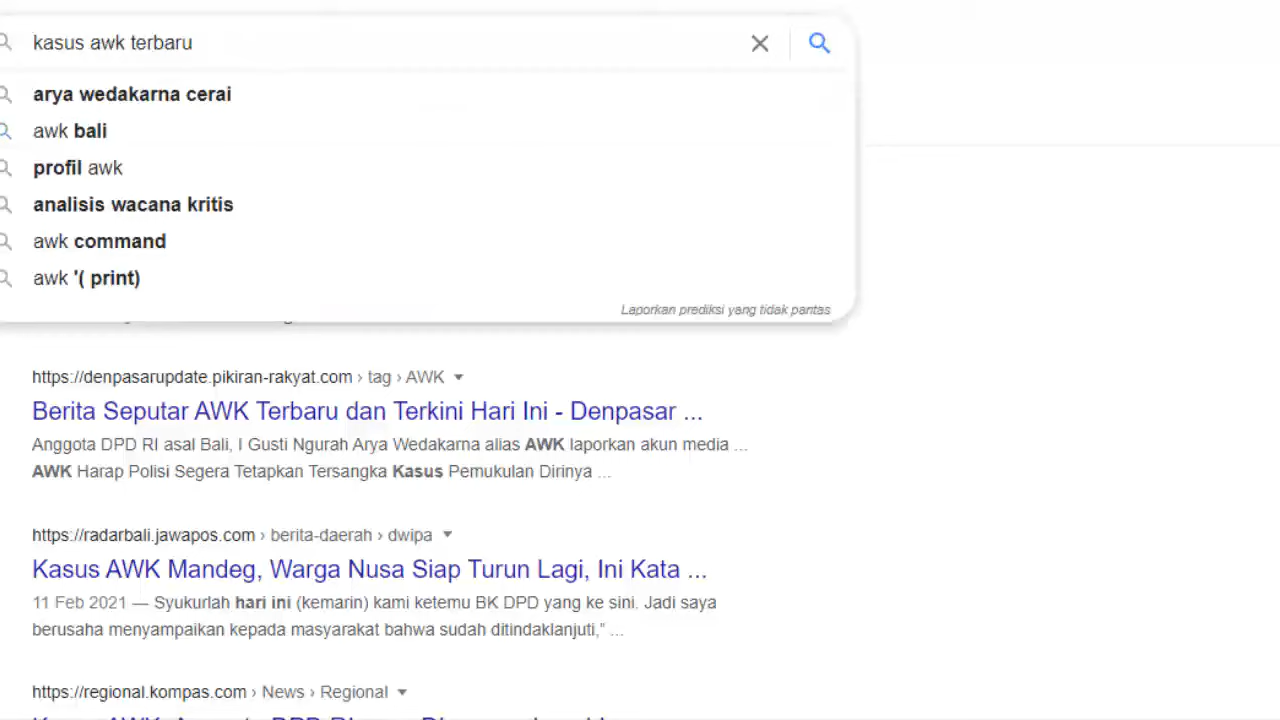 kasus awk terbaru
arya wedakarna cerai
awk bali
profil awk
analisis wacana kritis
awk command
awk '( print)
Laporkan prediksi yang tidak pantas
https://denpasarupdate.pikiran-rakyat.com › tag › AWK
Berita Seputar AWK Terbaru dan Terkini Hari Ini - Denpasar ...
Anggota DPD RI asal Bali, I Gusti Ngurah Arya Wedakarna alias AWK laporkan akun media ...
AWK Harap Polisi Segera Tetapkan Tersangka Kasus Pemukulan Dirinya ...
https://radarbali.jawapos.com › berita-daerah › dwipa
Kasus AWK Mandeg, Warga Nusa Siap Turun Lagi, Ini Kata ...
11 Feb 2021 — Syukurlah hari ini (kemarin) kami ketemu BK DPD yang ke sini. Jadi saya
berusaha menyampaikan kepada masyarakat bahwa sudah ditindaklanjuti,” ...
https://regional.kompas.com › News › Regional